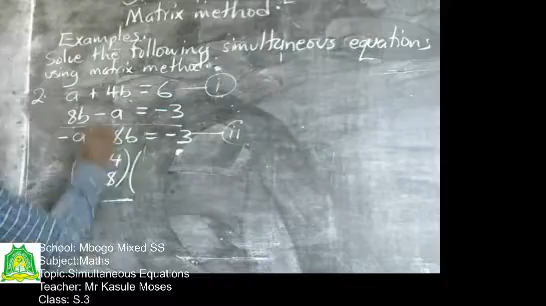 Matrix method.
Examples.
Solve the following simultaneous equations
using matrix method.
2. a + 4b = 6 — (i)
8b - a = -3
-a 8b = -3 — (ii)
4 ) (
8 ) (
School: Mbogo Mixed SS
Subject:Maths
Topic:Simultaneous Equations
Teacher: Mr Kasule Moses
Class: S.3